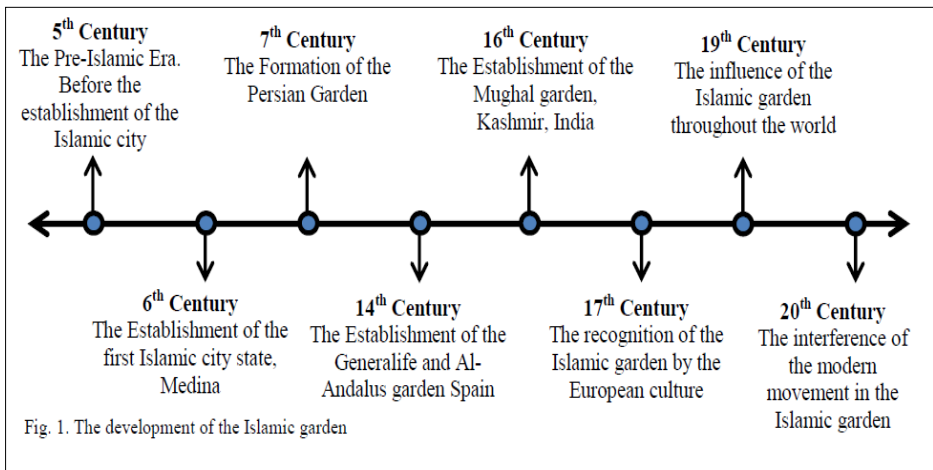 5th Century
The Pre-Islamic Era.
Before the
establishment of the
Islamic city
7th Century
The Formation of the
Persian Garden
16th Century
The Establishment of the
Mughal garden,
Kashmir, India
19th Century
The influence of the
Islamic garden
throughout the world
6th Century
The Establishment of the
first Islamic city state,
Medina
14th Century
The Establishment of the
Generalife and Al-
Andalus garden Spain
17th Century
The recognition of the
Islamic garden by the
European culture
20th Century
The interference of
the modern
movement in the
Islamic garden
Fig. 1. The development of the Islamic garden